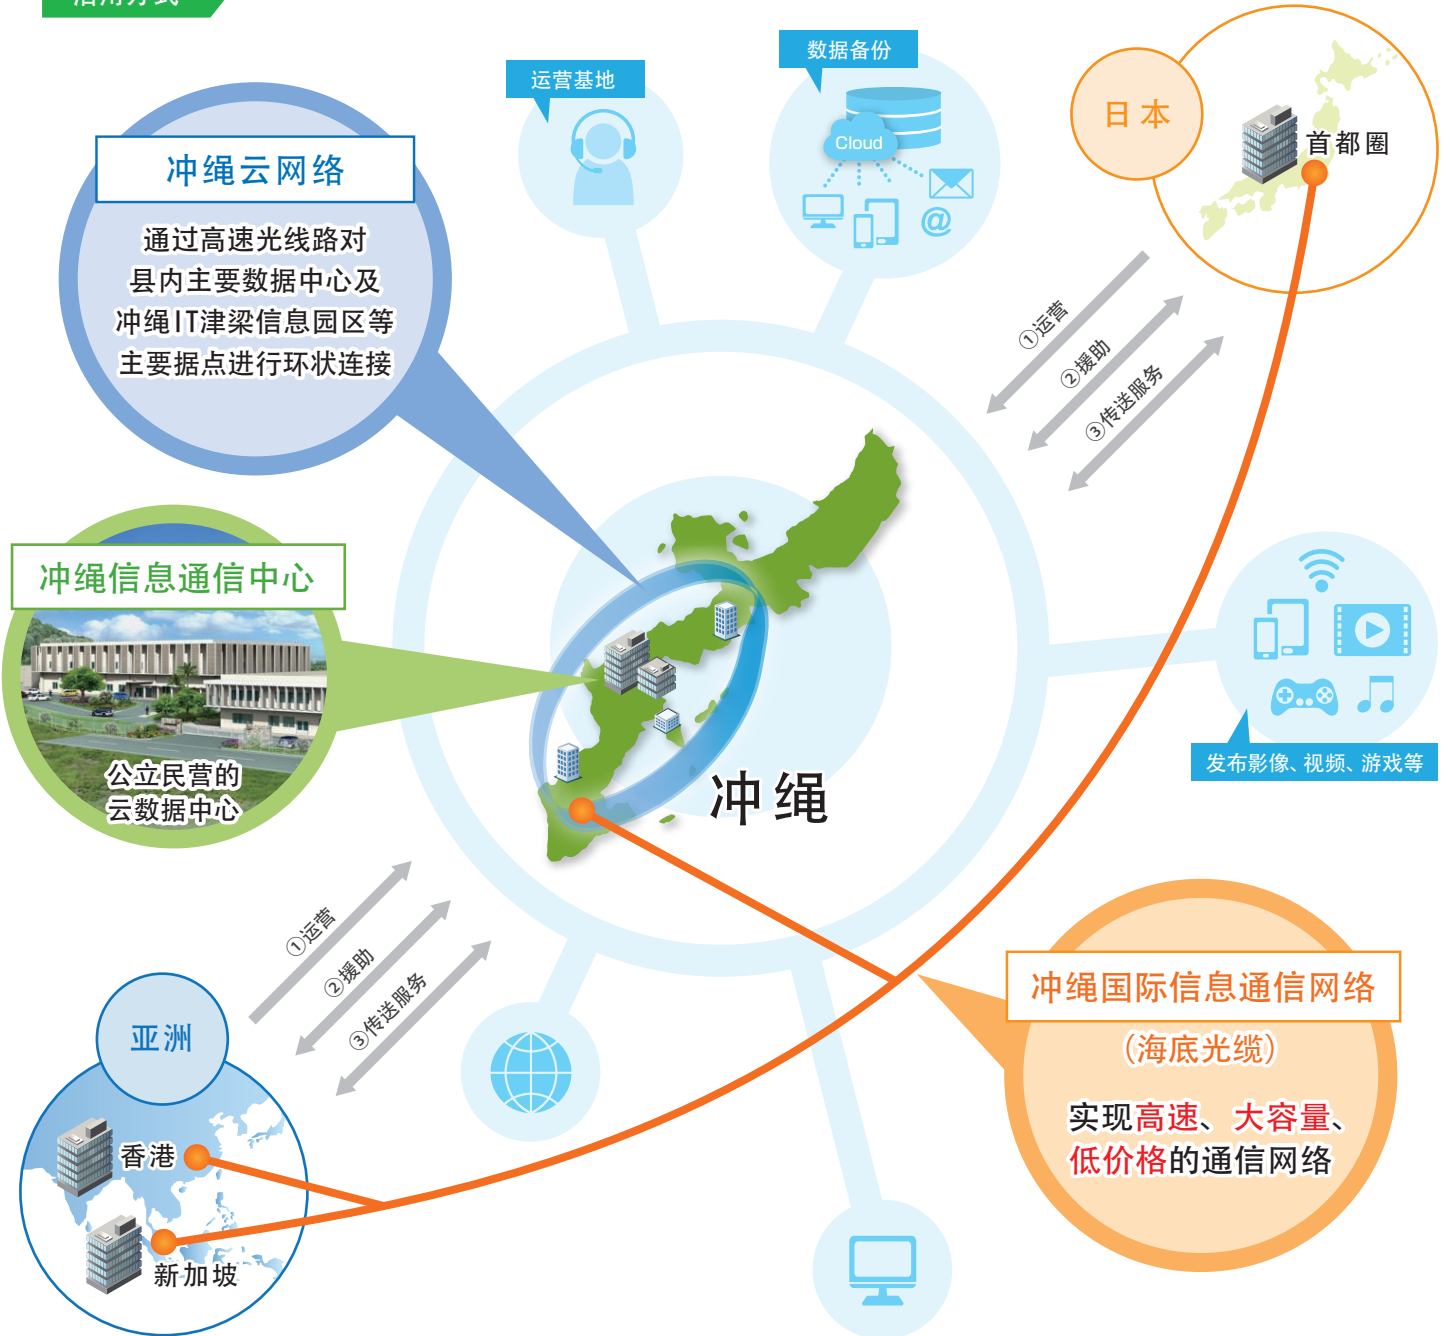 活用方式
运营基地
数据备份
Cloud
@
日本
首都圈
冲绳云网络
通过高速光线路对
县内主要数据中心及
冲绳IT津梁信息园区等
主要据点进行环状连接
①运营
②援助
③传送服务
冲绳信息通信中心
公立民营的
云数据中心
冲绳
发布影像、视频、游戏等
①运营
②援助
③传送服务
冲绳国际信息通信网络
（海底光缆）
实现高速、大容量、
低价格的通信网络
亚洲
香港
新加坡